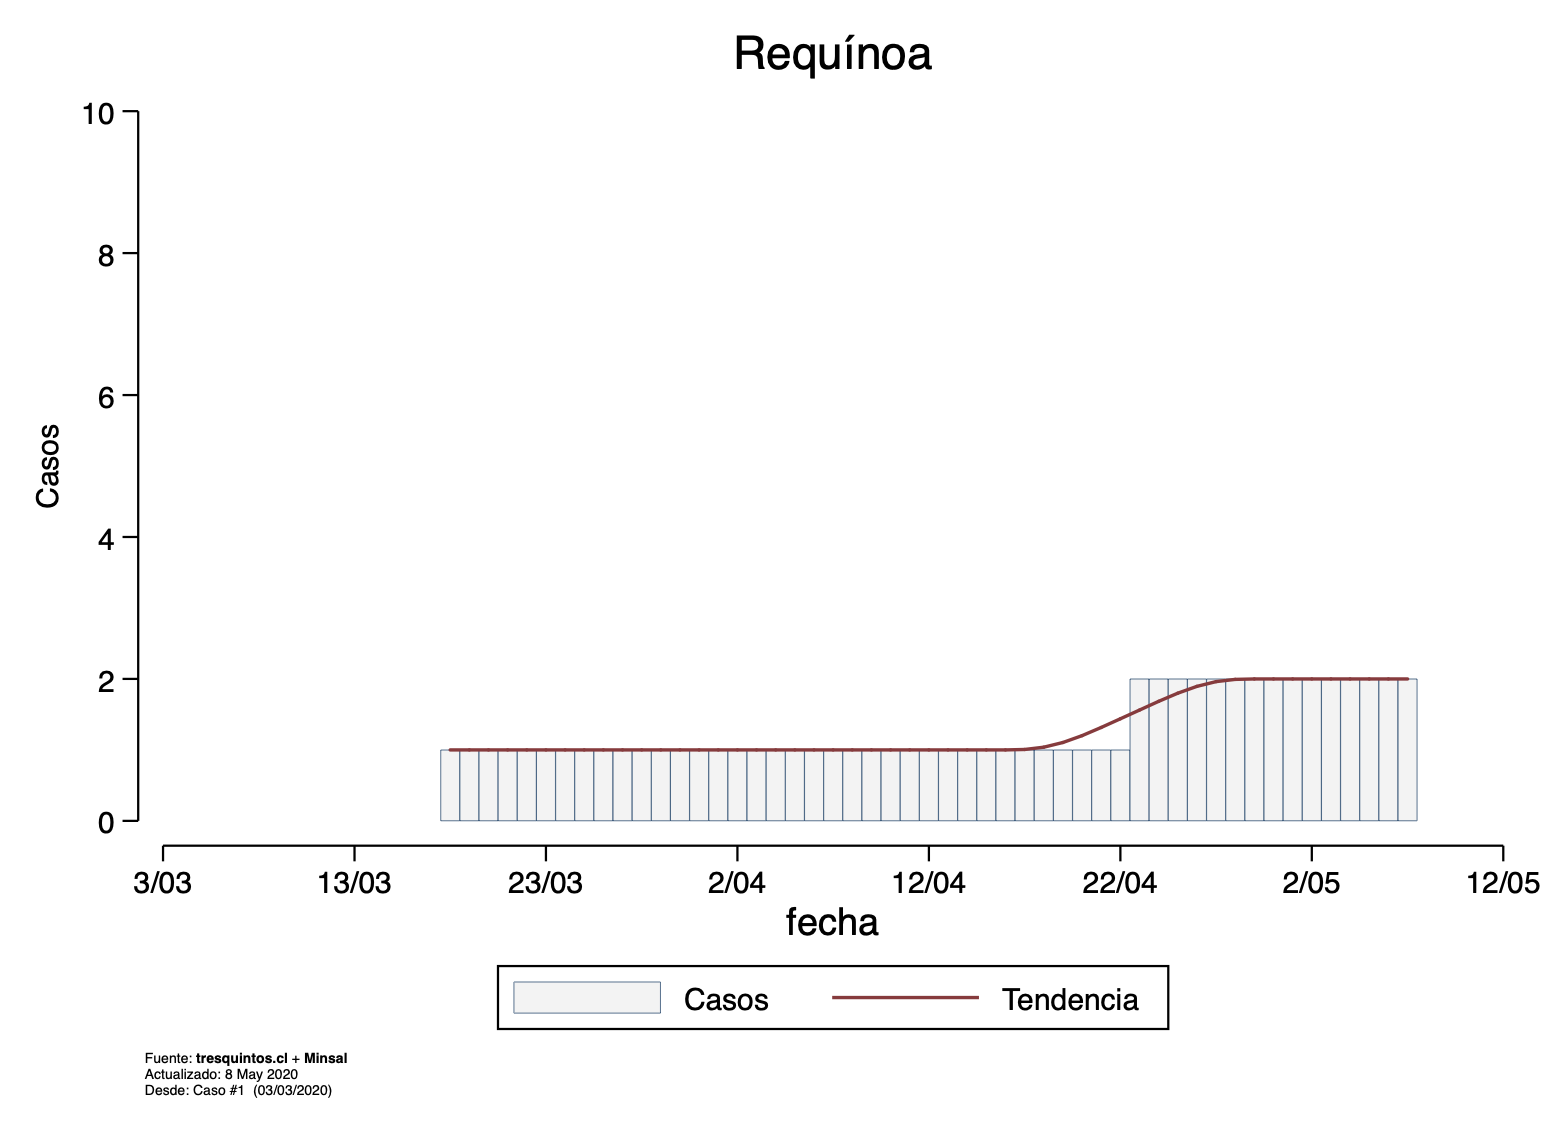 Requínoa
10
8
6
4
2
0
Casos
3/03 13/03 23/03 2/04 12/04 22/04 2/05 12/05
fecha
Casos Tendencia
Fuente: tresquintos.cl + Minsal
Actualizado: 8 May 2020
Desde: Caso #1 (03/03/2020)